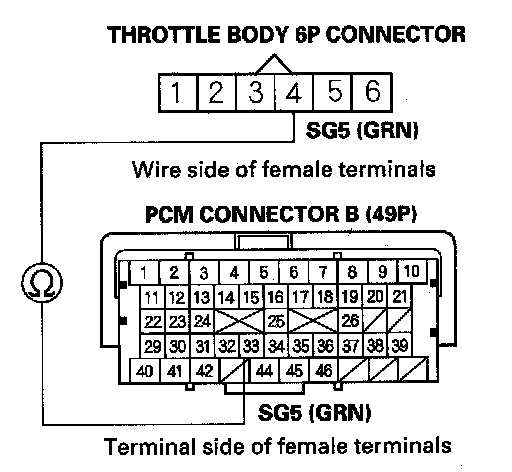 THROTTLE BODY 6P CONNECTOR
1 2 3 4 5 6
SG5 (GRN)
Wire side of female terminals
PCM CONNECTOR B (49P)
1 2 3 4 5 6 7 8 9 10
11 12 13 14 15 16 17 18 19 20 21
22 23 24 25 26
Ω
29 30 31 32 33 34 35 36 37 38 39
40 41 42 44 45 46
SG5 (GRN)
Terminal side of female terminals